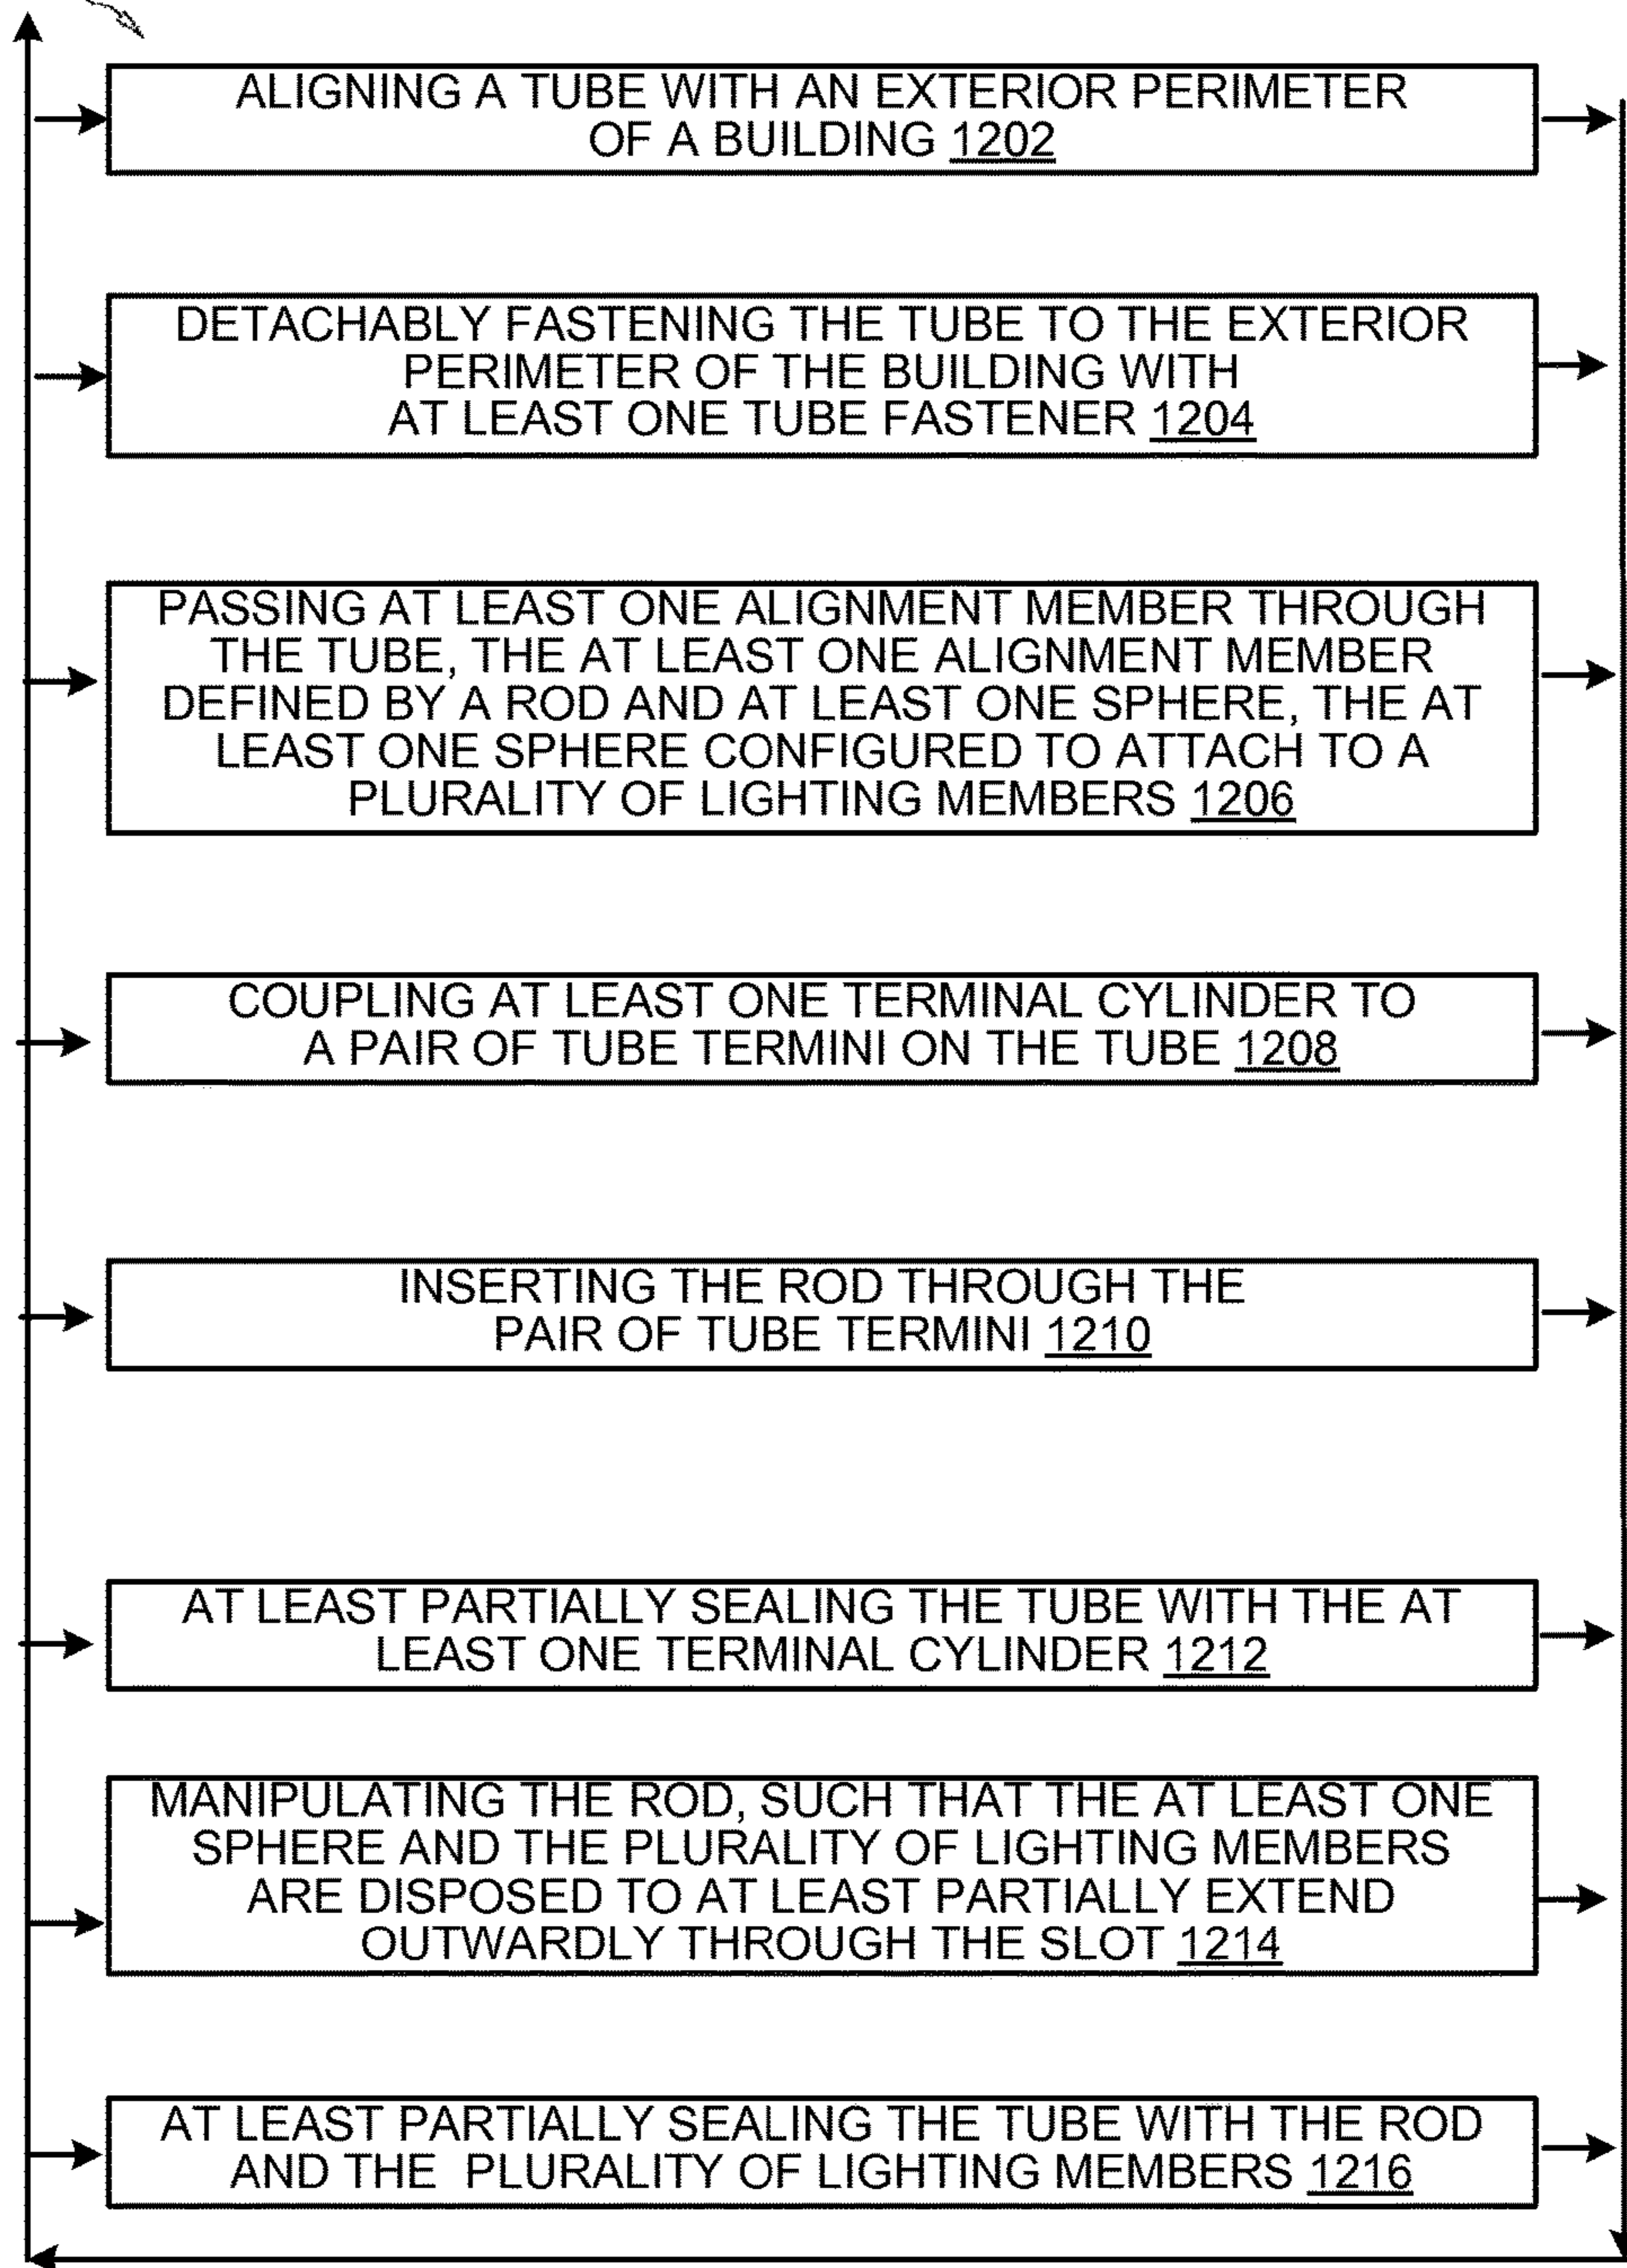 ALIGNING A TUBE WITH AN EXTERIOR PERIMETER
OF A BUILDING 1202
DETACHABLY FASTENING THE TUBE TO THE EXTERIOR
PERIMETER OF THE BUILDING WITH
AT LEAST ONE TUBE FASTENER 1204
PASSING AT LEAST ONE ALIGNMENT MEMBER THROUGH
THE TUBE, THE AT LEAST ONE ALIGNMENT MEMBER
DEFINED BY A ROD AND AT LEAST ONE SPHERE, THE AT
LEAST ONE SPHERE CONFIGURED TO ATTACH TO A
PLURALITY OF LIGHTING MEMBERS 1206
COUPLING AT LEAST ONE TERMINAL CYLINDER TO
A PAIR OF TUBE TERMINI ON THE TUBE 1208
INSERTING THE ROD THROUGH THE
PAIR OF TUBE TERMINI 1210
AT LEAST PARTIALLY SEALING THE TUBE WITH THE AT
LEAST ONE TERMINAL CYLINDER 1212
MANIPULATING THE ROD, SUCH THAT THE AT LEAST ONE
SPHERE AND THE PLURALITY OF LIGHTING MEMBERS
ARE DISPOSED TO AT LEAST PARTIALLY EXTEND
OUTWARDLY THROUGH THE SLOT 1214
AT LEAST PARTIALLY SEALING THE TUBE WITH THE ROD
AND THE PLURALITY OF LIGHTING MEMBERS 1216